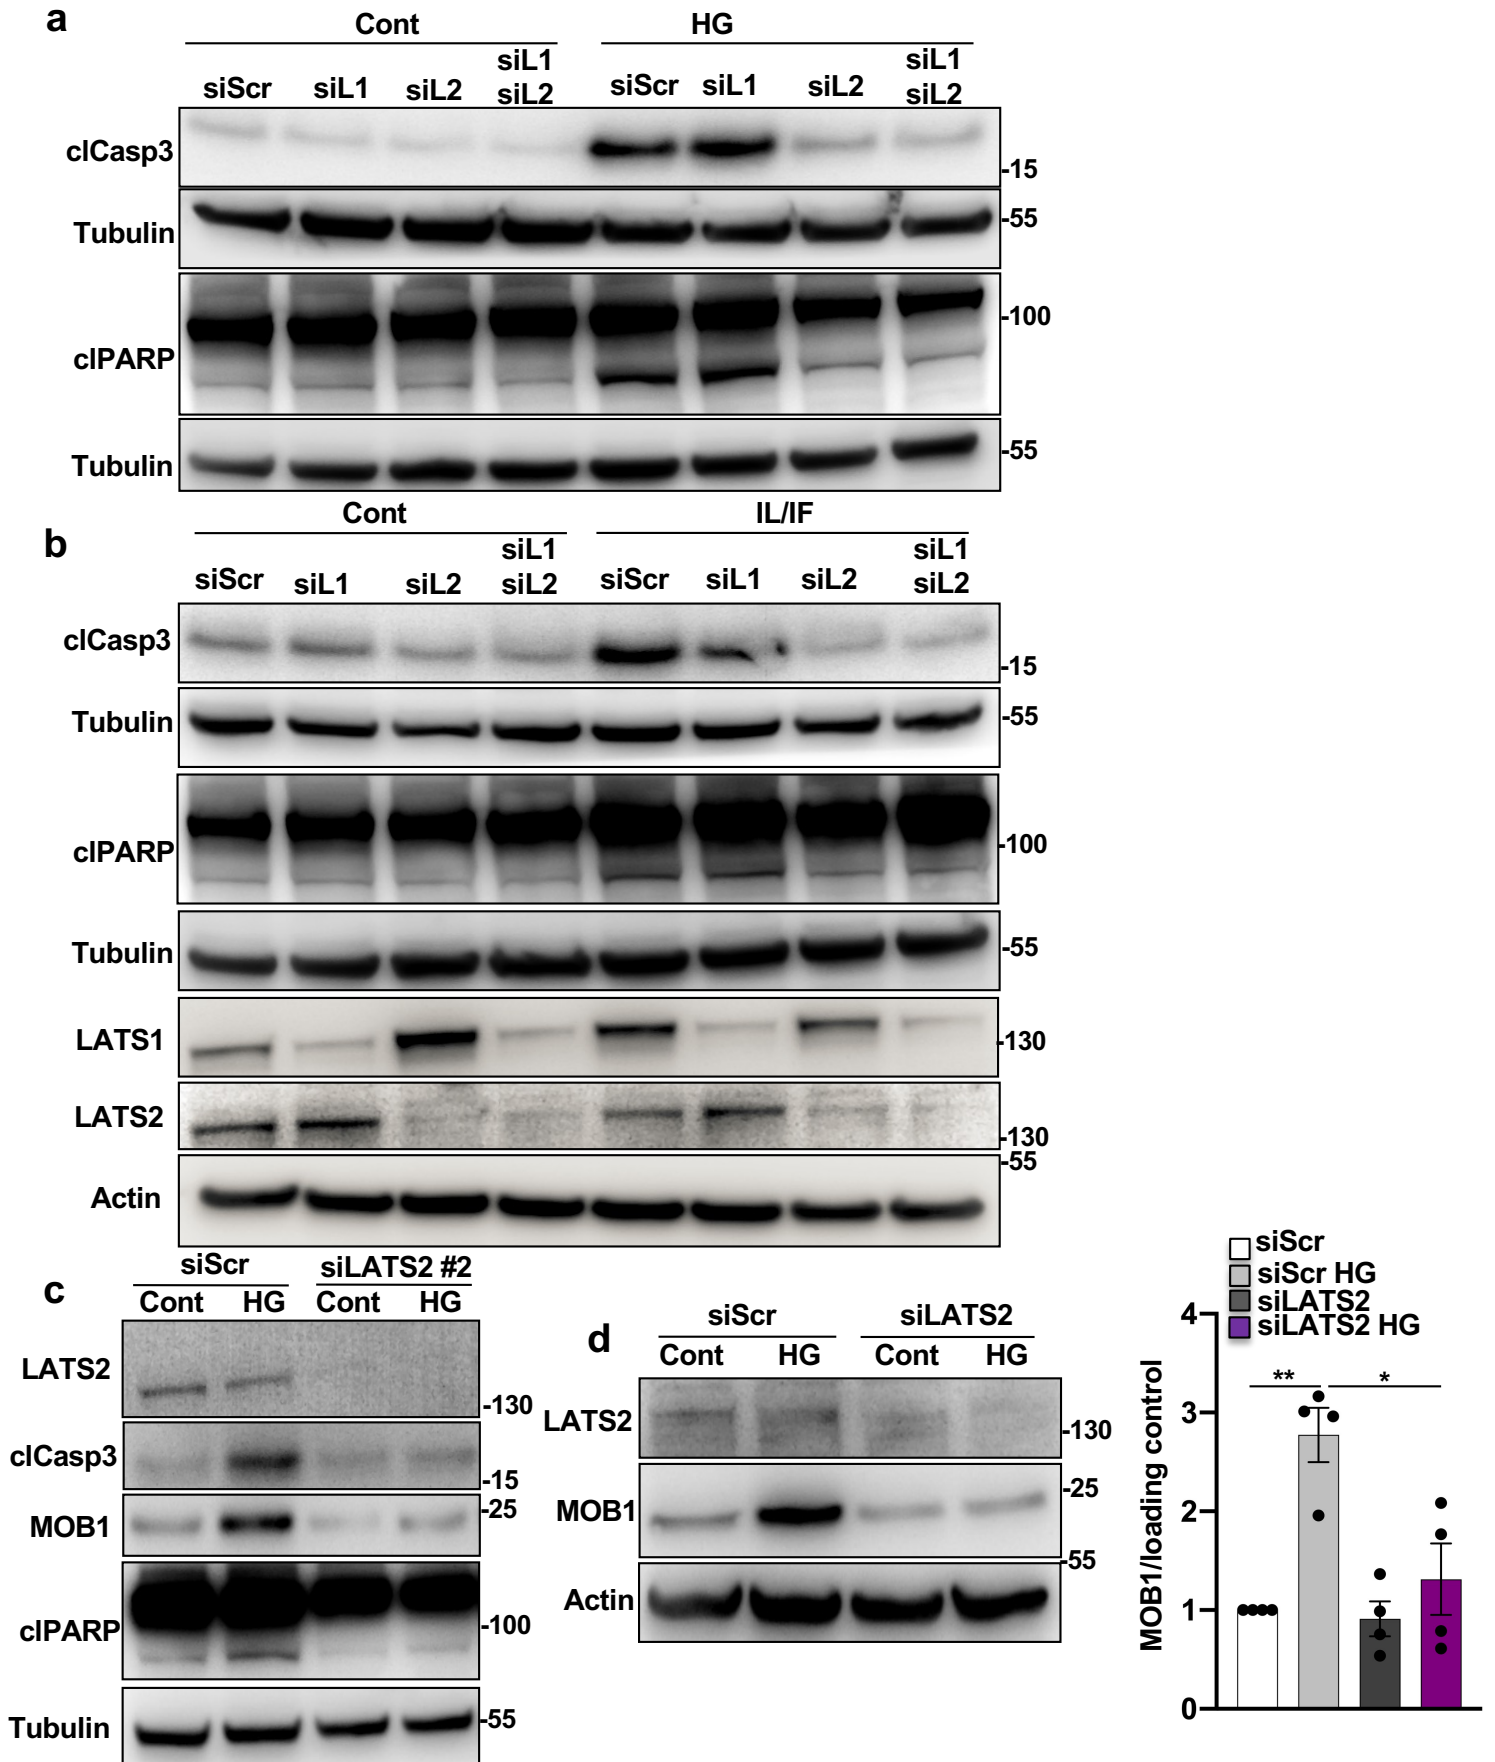 a
Cont HG
siL1 siL1
siScr siL1 siL2 siL2 siScr siL1 siL2 siL2
clCasp3
-15
Tubulin -55
clPARP -100
Tubulin -55
b
Cont IL/IF
siL1 siL1
siScr siL1 siL2 siL2 siScr siL1 siL2 siL2
clCasp3
-15
Tubulin -55
clPARP -100
Tubulin -55
LATS1 -130
LATS2 -130
-55
Actin
c
siScr siLATS2 #2
Cont HG Cont HG
LATS2 -130
clCasp3 -15
MOB1 -25
clPARP -100
Tubulin -55
d
siScr siLATS2
Cont HG Cont HG
LATS2 -130
MOB1 -25
-55
Actin
siScr
siScr HG
siLATS2
siLATS2 HG
MOB1/loading control
4
3
2
1
0
** *